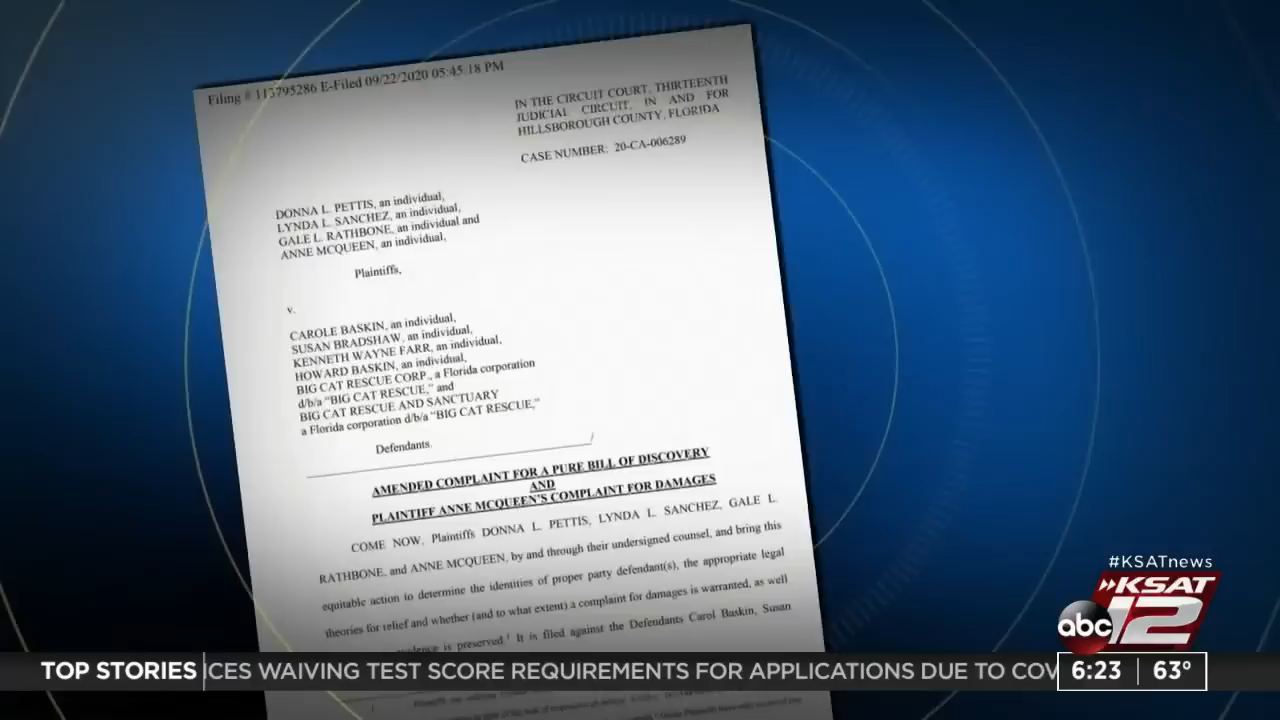 Filing # 113795286 E-Filed 09/22/2020 05:45:18 PM
IN THE CIRCUIT COURT, THIRTEENTH
JUDICIAL CIRCUIT, IN AND FOR
HILLSBOROUGH COUNTY, FLORIDA
CASE NUMBER: 20-CA-006289
DONNA L. PETTIS, an individual,
LYNDA L. SANCHEZ, an individual,
GALE L. RATHBONE, an individual and
ANNE MCQUEEN, an individual,
Plaintiffs,
v.
CAROLE BASKIN, an individual,
SUSAN BRADSHAW, an individual,
KENNETH WAYNE FARR, an individual,
HOWARD BASKIN, an individual,
BIG CAT RESCUE CORP., a Florida corporation
d/b/a “BIG CAT RESCUE,” and
BIG CAT RESCUE AND SANCTUARY
a Florida corporation d/b/a “BIG CAT RESCUE,”
Defendants.
/
AMENDED COMPLAINT FOR A PURE BILL OF DISCOVERY
AND
PLAINTIFF ANNE MCQUEEN'S COMPLAINT FOR DAMAGES
COME NOW, Plaintiffs DONNA L. PETTIS, LYNDA L. SANCHEZ, GALE L.
RATHBONE, and ANNE MCQUEEN, by and through their undersigned counsel, and bring this
equitable action to determine the identities of proper party defendant(s), the appropriate legal
theories for relief and whether (and to what extent) a complaint for damages is warranted, as well
is preserved.¹ It is filed against the Defendants Carol Baskin, Susan
#KSATnews
KSAT
abc 12
TOP STORIES ICES WAIVING TEST SCORE REQUIREMENTS FOR APPLICATIONS DUE TO COV 6:23 63°